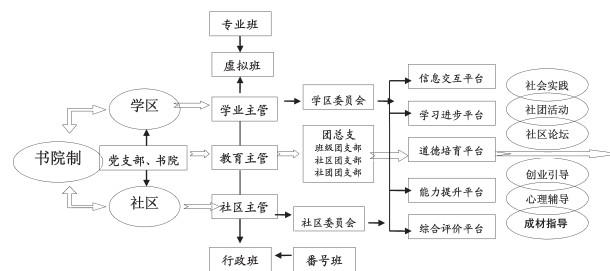 专业班
虚拟班
学区
学业主管
学区委员会
信息交互平台
学习进步平台
社会实践
社团活动
社区论坛
书院制
党支部、书院
教育主管
团总支
班级团支部
社区团支部
社团团支部
道德培育平台
社区
社区主管
社区委员会
能力提升平台
综合评价平台
创业引导
心理辅导
成材指导
行政班
番号班